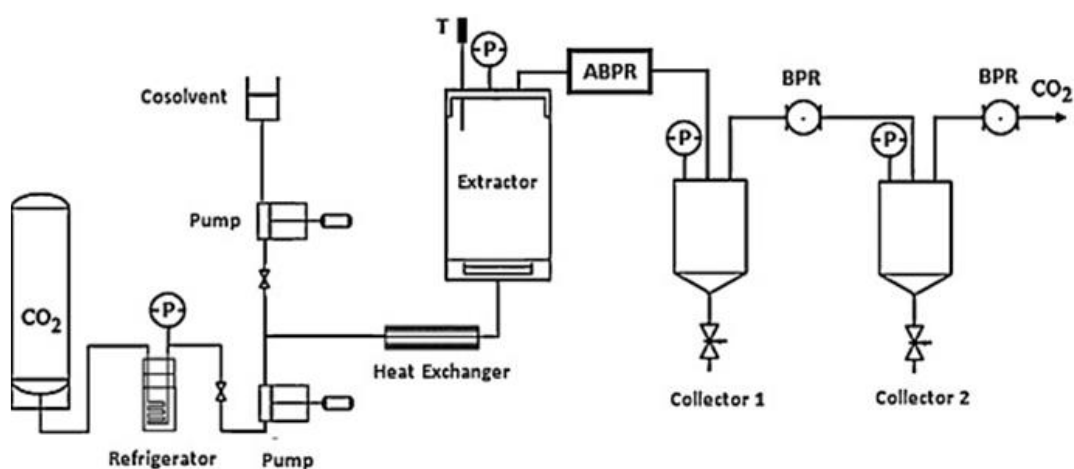 T
P
ABPR
BPR
BPR
CO2
Cosolvent
P
P
Extractor
Pump
CO2
P
Heat Exchanger
Collector 1
Collector 2
Refrigerator
Pump